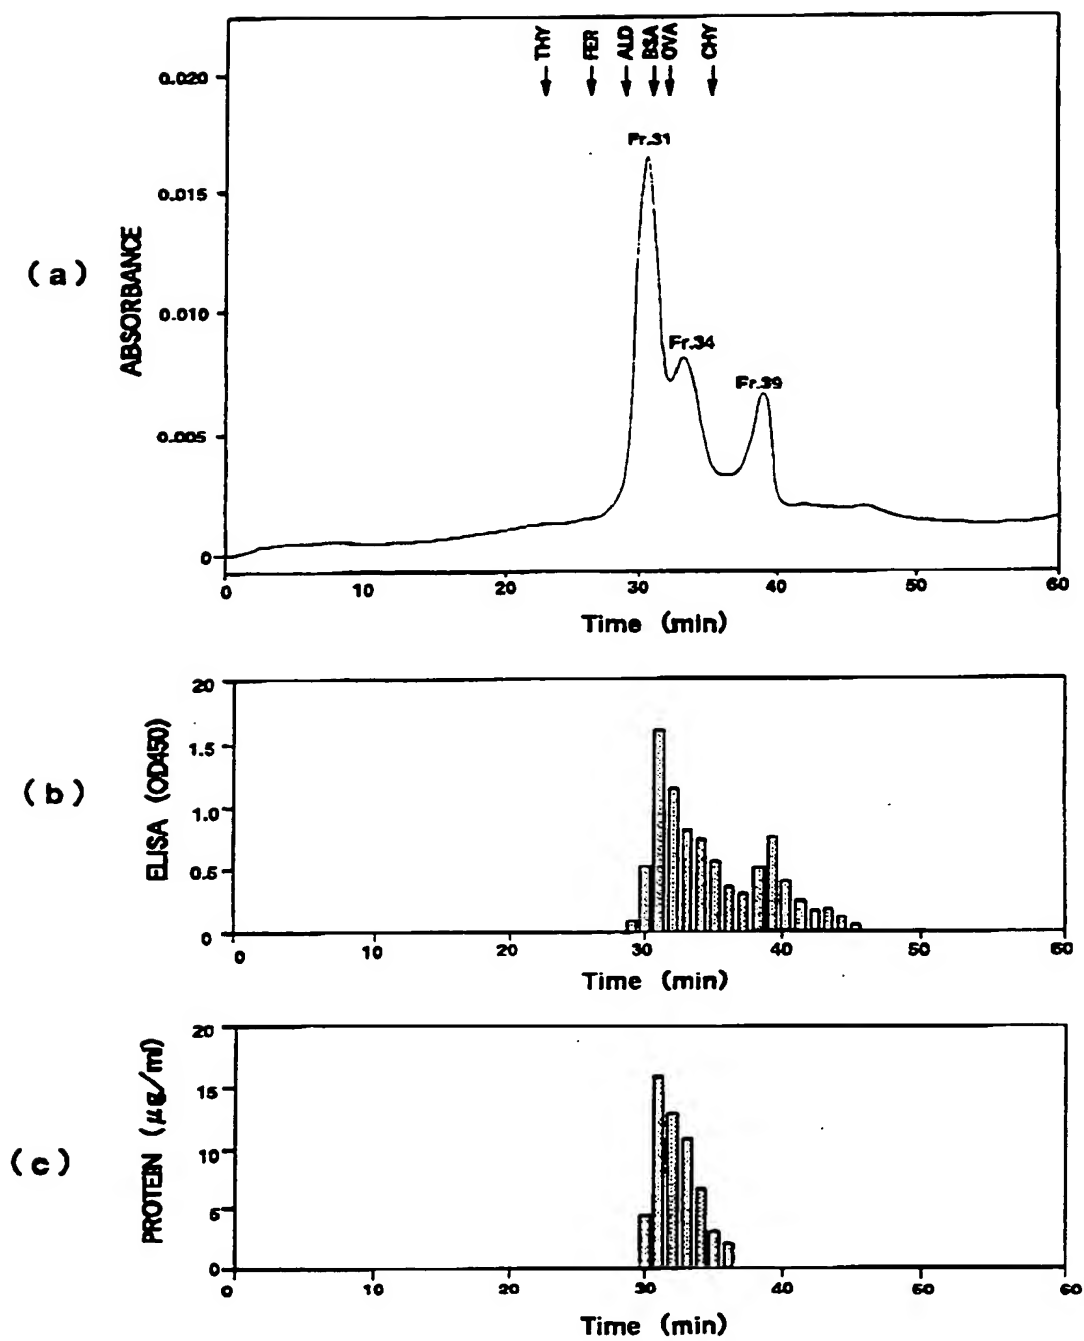 THY
FER
ALD
BSA
OVA
CHY
(a)
ABSORBANCE
0.020
0.015
0.010
0.005
0
Fr.31
Fr.34
Fr.39
0 10 20 30 40 50 60
Time (min)
(b)
ELISA (OD450)
20
1.5
1.0
0.5
0
0 10 20 30 40 50 60
Time (min)
(c)
PROTEIN (μg/ml)
20
15
10
5
0
0 10 20 30 40 60 60
Time (min)